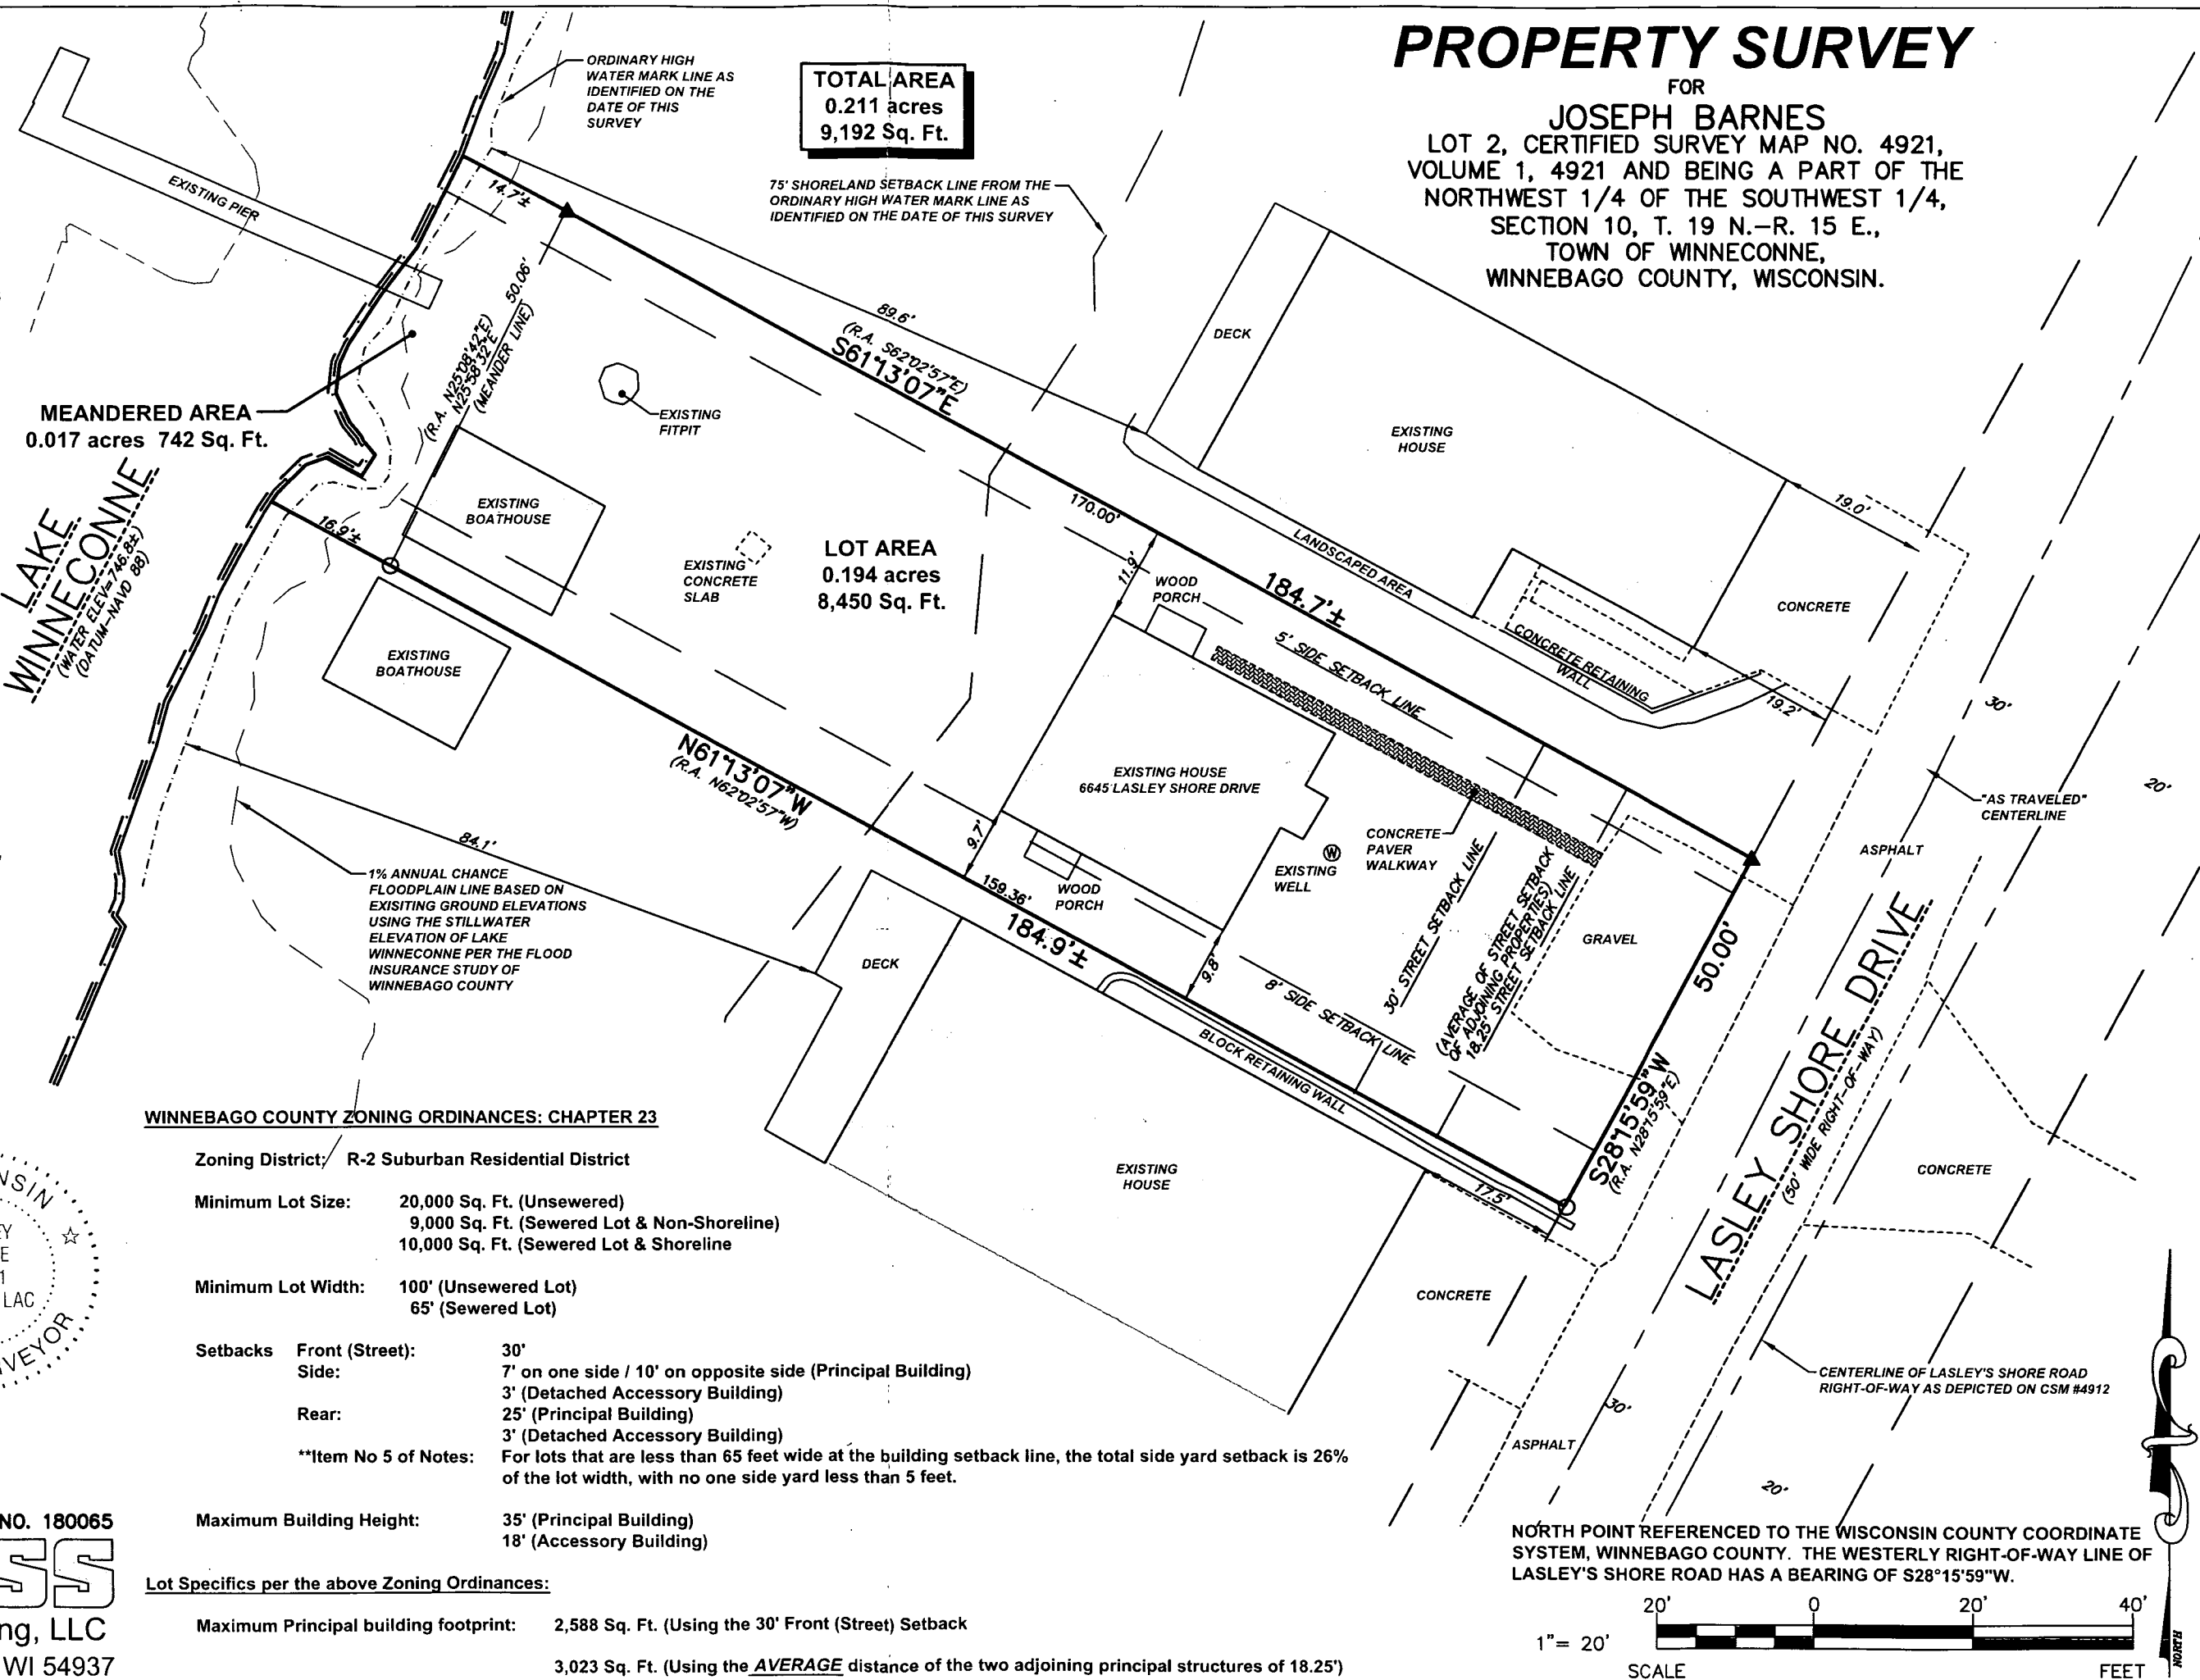 PROPERTY SURVEY
FOR
JOSEPH BARNES
LOT 2, CERTIFIED SURVEY MAP NO. 4921,
VOLUME 1, 4921 AND BEING A PART OF THE
NORTHWEST 1/4 OF THE SOUTHWEST 1/4,
SECTION 10, T. 19 N.-R. 15 E.,
TOWN OF WINNECONNE,
WINNEBAGO COUNTY, WISCONSIN.
ORDINARY HIGH
WATER MARK LINE AS
IDENTIFIED ON THE
DATE OF THIS
SURVEY
TOTAL AREA
0.211 acres
9,192 Sq. Ft.
75' SHORELAND SETBACK LINE FROM THE
ORDINARY HIGH WATER MARK LINE AS
IDENTIFIED ON THE DATE OF THIS SURVEY
EXISTING PIER
14.7'±
50.06'
(R.A. N25°08'42"E)
N25°58'32"E
(MEANDER LINE)
89.6'
(R.A. S62°02'57"E)
S61°13'07"E
DECK
EXISTING
HOUSE
19.0'
MEANDERED AREA
0.017 acres 742 Sq. Ft.
EXISTING
FITPIT
LAKE
WINNECONNE
(WATER ELEV=746.8±)
(DATUM-NAVD 88)
EXISTING
BOATHOUSE
16.9'±
EXISTING
CONCRETE
SLAB
LOT AREA
0.194 acres
8,450 Sq. Ft.
170.00'
11.9'
WOOD
PORCH
184.7'±
LANDSCAPED AREA
CONCRETE
CONCRETE RETAINING
WALL
19.2'
30'
20'
5' SIDE SETBACK LINE
EXISTING
BOATHOUSE
N61°13'07"W
(R.A. N62°02'57"W)
84.1'
EXISTING HOUSE
6645 LASLEY SHORE DRIVE
9.7'
159.36'
184.9'±
WOOD
PORCH
W
EXISTING
WELL
CONCRETE
PAVER
WALKWAY
"AS TRAVELED"
CENTERLINE
ASPHALT
30' STREET SETBACK LINE
(AVERAGE OF STREET SETBACK
OF ADJOINING PROPERTIES)
18.25' STREET SETBACK LINE
GRAVEL
50.00'
1% ANNUAL CHANCE
FLOODPLAIN LINE BASED ON
EXISITING GROUND ELEVATIONS
USING THE STILLWATER
ELEVATION OF LAKE
WINNECONNE PER THE FLOOD
INSURANCE STUDY OF
WINNEBAGO COUNTY
DECK
9.8'
8' SIDE SETBACK LINE
BLOCK RETAINING WALL
S28°15'59"W
(R.A. N28°15'59"E)
LASLEY SHORE DRIVE
(50' WIDE RIGHT-OF-WAY)
EXISTING
HOUSE
17.5'
CONCRETE
CONCRETE
CENTERLINE OF LASLEY'S SHORE ROAD
RIGHT-OF-WAY AS DEPICTED ON CSM #4912
30'
ASPHALT
20'
WINNEBAGO COUNTY ZONING ORDINANCES: CHAPTER 23
Zoning District: R-2 Suburban Residential District
Minimum Lot Size: 20,000 Sq. Ft. (Unsewered)
9,000 Sq. Ft. (Sewered Lot & Non-Shoreline)
10,000 Sq. Ft. (Sewered Lot & Shoreline
Minimum Lot Width: 100' (Unsewered Lot)
65' (Sewered Lot)
Setbacks Front (Street): 30'
Side: 7' on one side / 10' on opposite side (Principal Building)
3' (Detached Accessory Building)
Rear: 25' (Principal Building)
3' (Detached Accessory Building)
**Item No 5 of Notes: For lots that are less than 65 feet wide at the building setback line, the total side yard setback is 26%
of the lot width, with no one side yard less than 5 feet.
Maximum Building Height: 35' (Principal Building)
18' (Accessory Building)
Lot Specifics per the above Zoning Ordinances:
Maximum Principal building footprint: 2,588 Sq. Ft. (Using the 30' Front (Street) Setback
3,023 Sq. Ft. (Using the AVERAGE distance of the two adjoining principal structures of 18.25')
LAC
NO. 180065
SS
ng, LLC
WI 54937
NORTH POINT REFERENCED TO THE WISCONSIN COUNTY COORDINATE
SYSTEM, WINNEBAGO COUNTY. THE WESTERLY RIGHT-OF-WAY LINE OF
LASLEY'S SHORE ROAD HAS A BEARING OF S28°15'59"W.
20' 0 20' 40'
1"= 20'
SCALE FEET
NORTH